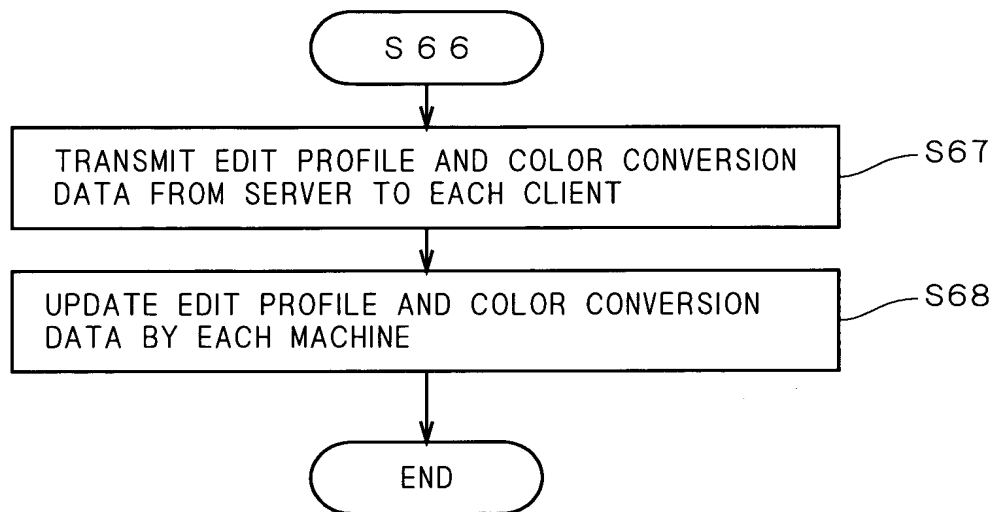 S66
TRANSMIT EDIT PROFILE AND COLOR CONVERSION
DATA FROM SERVER TO EACH CLIENT
S67
UPDATE EDIT PROFILE AND COLOR CONVERSION
DATA BY EACH MACHINE
S68
END